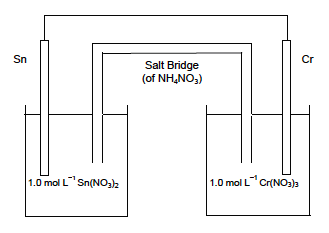 Sn
Cr
Salt Bridge
(of NH₄NO₃)
1.0 mol L⁻¹ Sn(NO₃)₂
1.0 mol L⁻¹ Cr(NO₃)₃